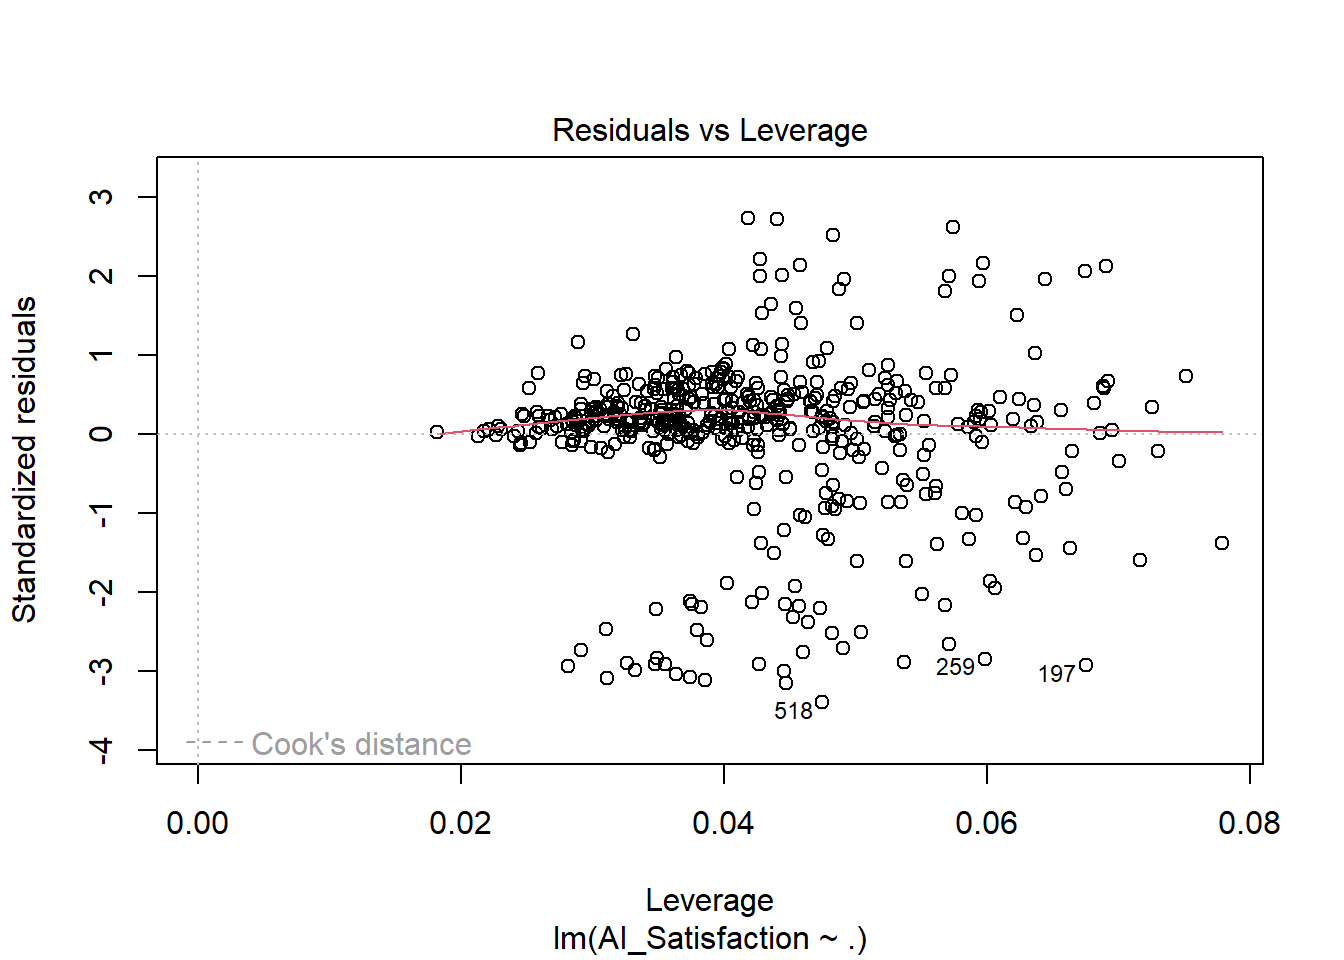 Residuals vs Leverage
Standardized residuals
3
2
1
0
-1
-2
-3
-4
259
197
518
Cook's distance
0.00 0.02 0.04 0.06 0.08
Leverage
lm(AI_Satisfaction ~ .)